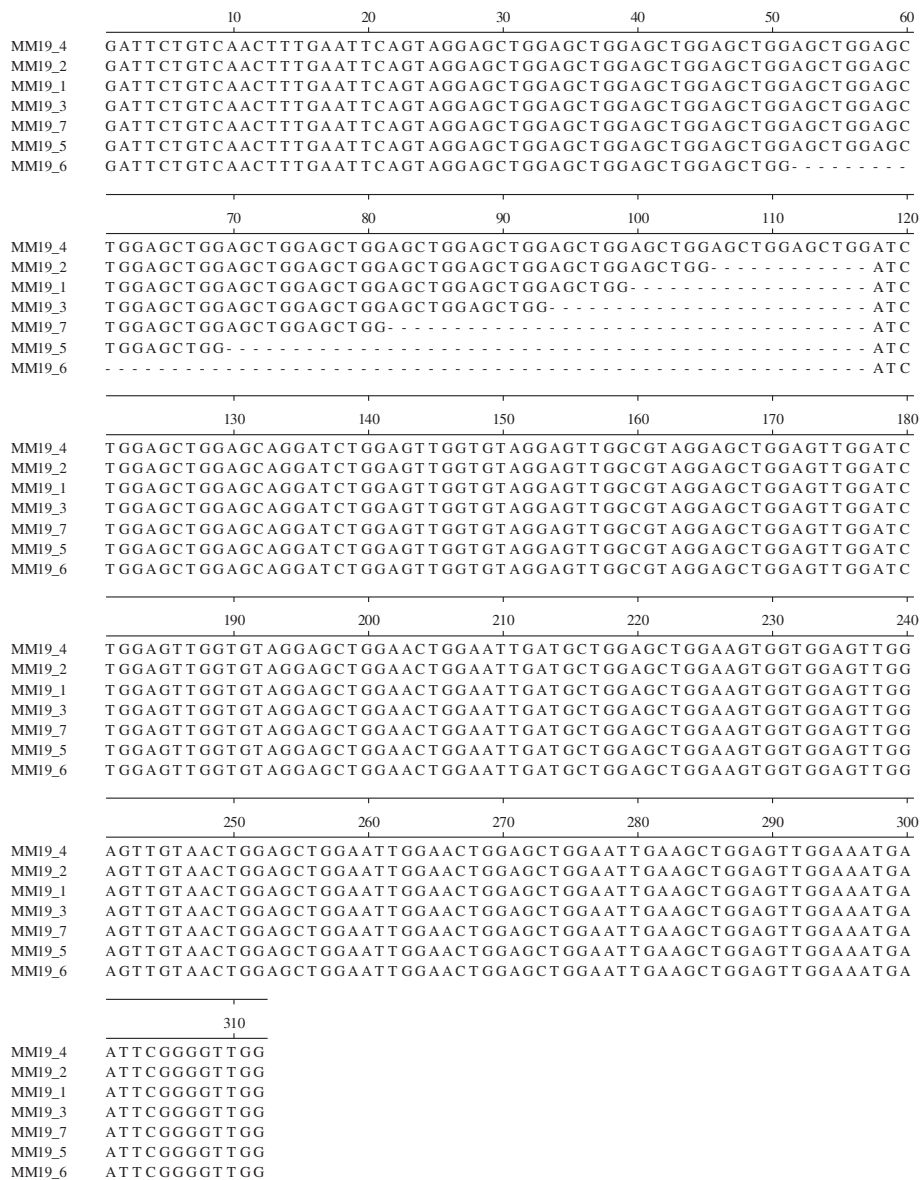 10 20 30 40 50 60
MM19_4 GATTCTGTCAACTTTGAATTCAGTAGGAGCTGGAGCTGGAGCTGGAGCTGGAGCTGGAGC
MM19_2 GATTCTGTCAACTTTGAATTCAGTAGGAGCTGGAGCTGGAGCTGGAGCTGGAGCTGGAGC
MM19_1 GATTCTGTCAACTTTGAATTCAGTAGGAGCTGGAGCTGGAGCTGGAGCTGGAGCTGGAGC
MM19_3 GATTCTGTCAACTTTGAATTCAGTAGGAGCTGGAGCTGGAGCTGGAGCTGGAGCTGGAGC
MM19_7 GATTCTGTCAACTTTGAATTCAGTAGGAGCTGGAGCTGGAGCTGGAGCTGGAGCTGGAGC
MM19_5 GATTCTGTCAACTTTGAATTCAGTAGGAGCTGGAGCTGGAGCTGGAGCTGGAGCTGGAGC
MM19_6 GATTCTGTCAACTTTGAATTCAGTAGGAGCTGGAGCTGGAGCTGGAGCTGG---------
70 80 90 100 110 120
MM19_4 TGGAGCTGGAGCTGGAGCTGGAGCTGGAGCTGGAGCTGGAGCTGGAGCTGGAGCTGGATC
MM19_2 TGGAGCTGGAGCTGGAGCTGGAGCTGGAGCTGGAGCTGGAGCTGG------------ATC
MM19_1 TGGAGCTGGAGCTGGAGCTGGAGCTGGAGCTGGAGCTGG------------------ATC
MM19_3 TGGAGCTGGAGCTGGAGCTGGAGCTGGAGCTGG------------------------ATC
MM19_7 TGGAGCTGGAGCTGGAGCTGG------------------------------------ATC
MM19_5 TGGAGCTGG------------------------------------------------ATC
MM19_6 ---------------------------------------------------------ATC
130 140 150 160 170 180
MM19_4 TGGAGCTGGAGCAGGATCTGGAGTTGGTGTAGGAGTTGGCGTAGGAGCTGGAGTTGGATC
MM19_2 TGGAGCTGGAGCAGGATCTGGAGTTGGTGTAGGAGTTGGCGTAGGAGCTGGAGTTGGATC
MM19_1 TGGAGCTGGAGCAGGATCTGGAGTTGGTGTAGGAGTTGGCGTAGGAGCTGGAGTTGGATC
MM19_3 TGGAGCTGGAGCAGGATCTGGAGTTGGTGTAGGAGTTGGCGTAGGAGCTGGAGTTGGATC
MM19_7 TGGAGCTGGAGCAGGATCTGGAGTTGGTGTAGGAGTTGGCGTAGGAGCTGGAGTTGGATC
MM19_5 TGGAGCTGGAGCAGGATCTGGAGTTGGTGTAGGAGTTGGCGTAGGAGCTGGAGTTGGATC
MM19_6 TGGAGCTGGAGCAGGATCTGGAGTTGGTGTAGGAGTTGGCGTAGGAGCTGGAGTTGGATC
190 200 210 220 230 240
MM19_4 TGGAGTTGGTGTAGGAGCTGGAACTGGAATTGATGCTGGAGCTGGAAGTGGTGGAGTTGG
MM19_2 TGGAGTTGGTGTAGGAGCTGGAACTGGAATTGATGCTGGAGCTGGAAGTGGTGGAGTTGG
MM19_1 TGGAGTTGGTGTAGGAGCTGGAACTGGAATTGATGCTGGAGCTGGAAGTGGTGGAGTTGG
MM19_3 TGGAGTTGGTGTAGGAGCTGGAACTGGAATTGATGCTGGAGCTGGAAGTGGTGGAGTTGG
MM19_7 TGGAGTTGGTGTAGGAGCTGGAACTGGAATTGATGCTGGAGCTGGAAGTGGTGGAGTTGG
MM19_5 TGGAGTTGGTGTAGGAGCTGGAACTGGAATTGATGCTGGAGCTGGAAGTGGTGGAGTTGG
MM19_6 TGGAGTTGGTGTAGGAGCTGGAACTGGAATTGATGCTGGAGCTGGAAGTGGTGGAGTTGG
250 260 270 280 290 300
MM19_4 AGTTGTAACTGGAGCTGGAATTGGAACTGGAGCTGGAATTGAAGCTGGAGTTGGAAATGA
MM19_2 AGTTGTAACTGGAGCTGGAATTGGAACTGGAGCTGGAATTGAAGCTGGAGTTGGAAATGA
MM19_1 AGTTGTAACTGGAGCTGGAATTGGAACTGGAGCTGGAATTGAAGCTGGAGTTGGAAATGA
MM19_3 AGTTGTAACTGGAGCTGGAATTGGAACTGGAGCTGGAATTGAAGCTGGAGTTGGAAATGA
MM19_7 AGTTGTAACTGGAGCTGGAATTGGAACTGGAGCTGGAATTGAAGCTGGAGTTGGAAATGA
MM19_5 AGTTGTAACTGGAGCTGGAATTGGAACTGGAGCTGGAATTGAAGCTGGAGTTGGAAATGA
MM19_6 AGTTGTAACTGGAGCTGGAATTGGAACTGGAGCTGGAATTGAAGCTGGAGTTGGAAATGA
310
MM19_4 ATTCGGGGTTGG
MM19_2 ATTCGGGGTTGG
MM19_1 ATTCGGGGTTGG
MM19_3 ATTCGGGGTTGG
MM19_7 ATTCGGGGTTGG
MM19_5 ATTCGGGGTTGG
MM19_6 ATTCGGGGTTGG